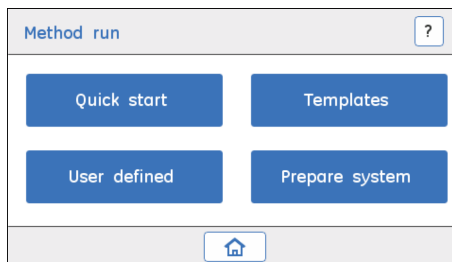 Method run
?
Quick start
Templates
User defined
Prepare system